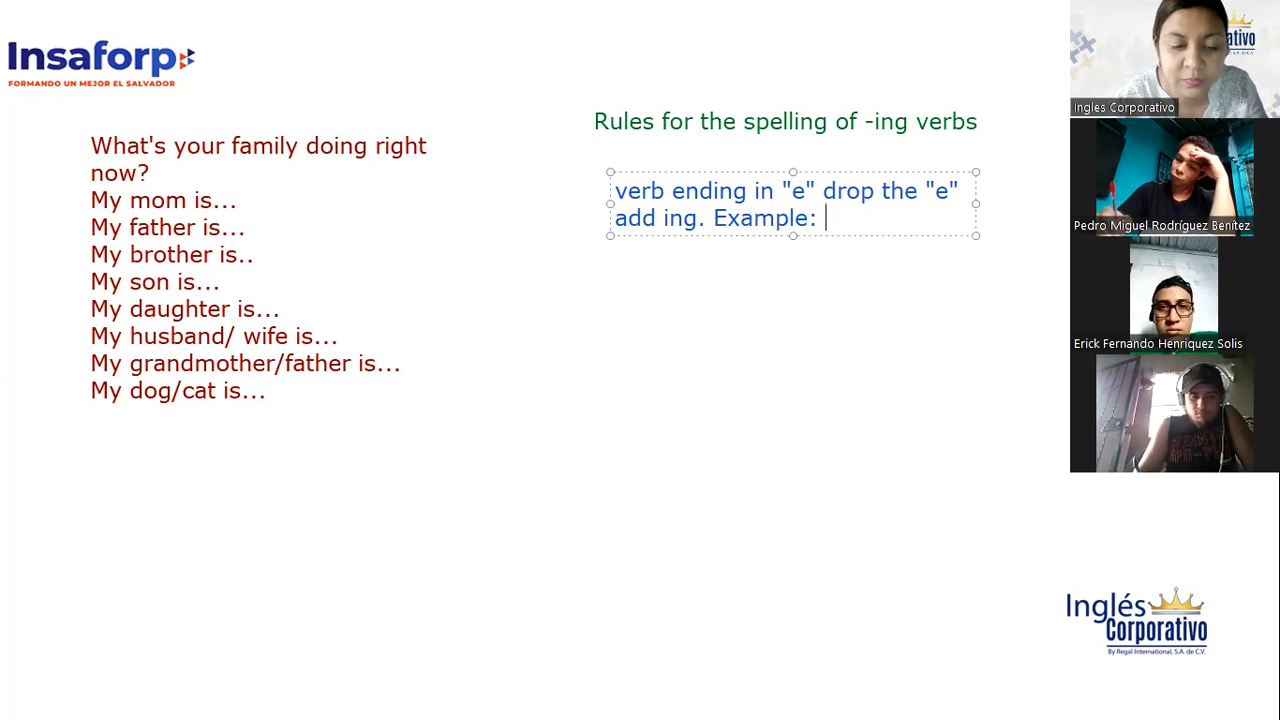 Insaforp
FORMANDO UN MEJOR EL SALVADOR
What's your family doing right
now?
My mom is...
My father is...
My brother is..
My son is...
My daughter is...
My husband/ wife is...
My grandmother/father is...
My dog/cat is...
Rules for the spelling of -ing verbs
verb ending in "e" drop the "e"
add ing. Example:
ativo
Ingles Corporativo
Pedro Miguel Rodríguez Benítez
Erick Fernando Henriquez Solis
Inglés
Corporativo
By Regal International, S.A. de C.V.